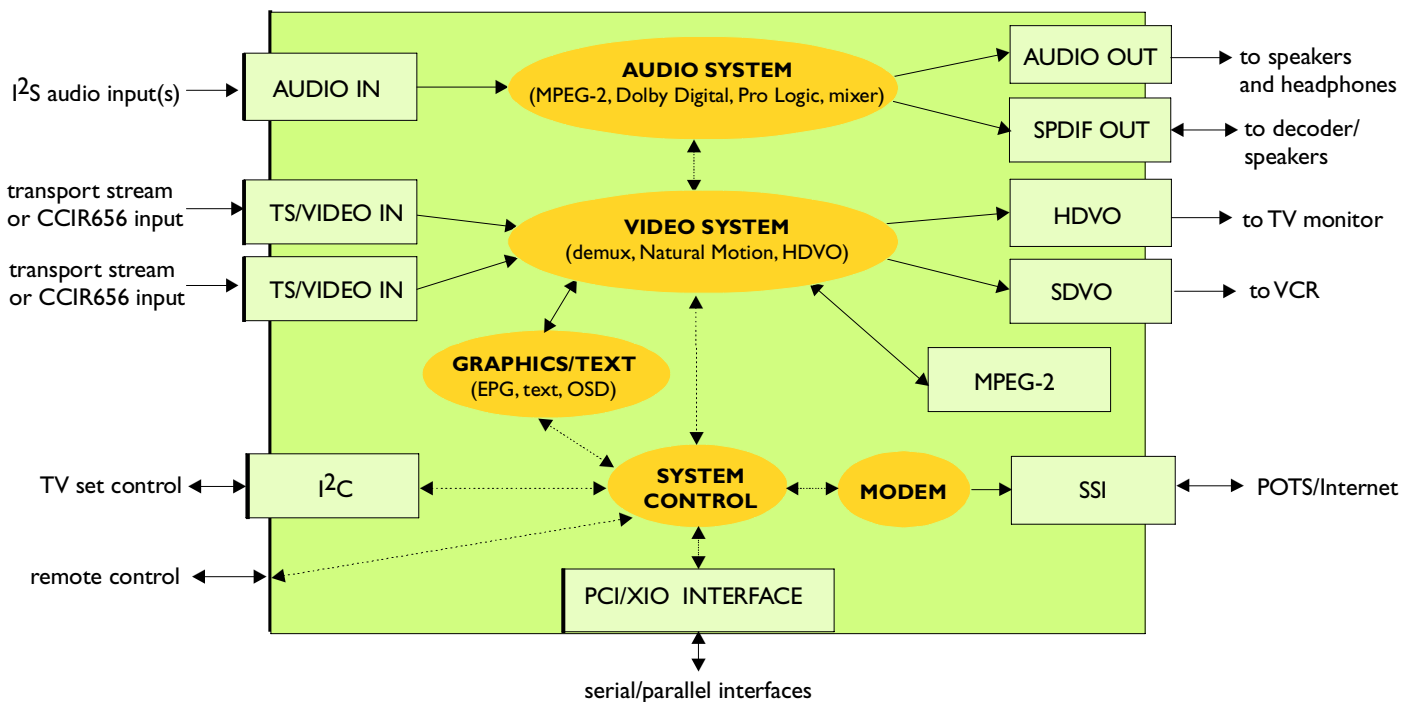 I2S audio input(s)
AUDIO IN
AUDIO SYSTEM
(MPEG-2, Dolby Digital, Pro Logic, mixer)
AUDIO OUT
to speakers
and headphones
SPDIF OUT
to decoder/
speakers
transport stream
or CCIR656 input
TS/VIDEO IN
VIDEO SYSTEM
(demux, Natural Motion, HDVO)
HDVO
to TV monitor
transport stream
or CCIR656 input
TS/VIDEO IN
SDVO
to VCR
GRAPHICS/TEXT
(EPG, text, OSD)
MPEG-2
TV set control
I2C
SYSTEM
CONTROL
MODEM
SSI
POTS/Internet
remote control
PCI/XIO INTERFACE
serial/parallel interfaces